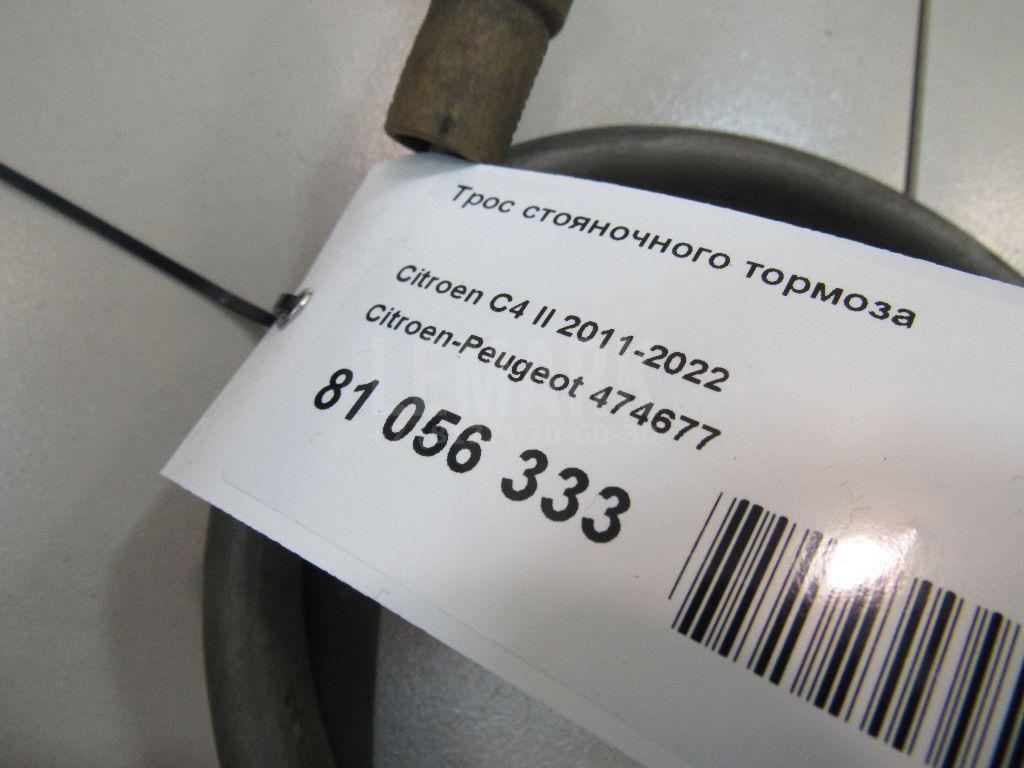 Трос стояночного тормоза
Citroen C4 II 2011-2022
Citroen-Peugeot 474677
81 056 333